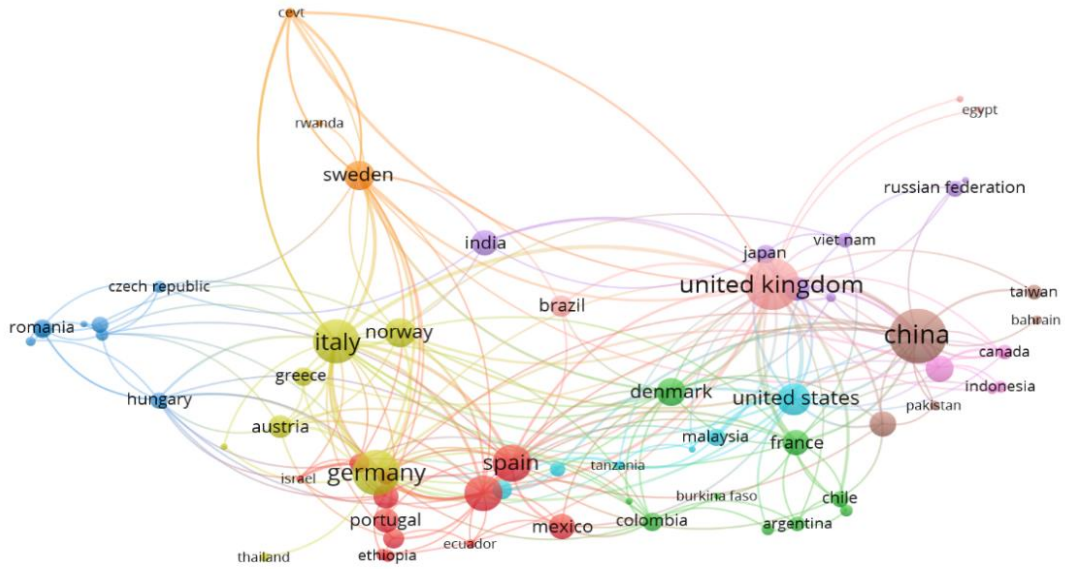 cevt
egypt
rwanda
sweden
russian federation
india
viet nam
japan
united kingdom
czech republic
taiwan
brazil
bahrain
romania
italy
norway
china
canada
greece
indonesia
hungary
denmark
united states
pakistan
austria
malaysia
france
israel
germany
spain
tanzania
burkina faso
chile
portugal
mexico
colombia
argentina
ecuador
thailand
ethiopia